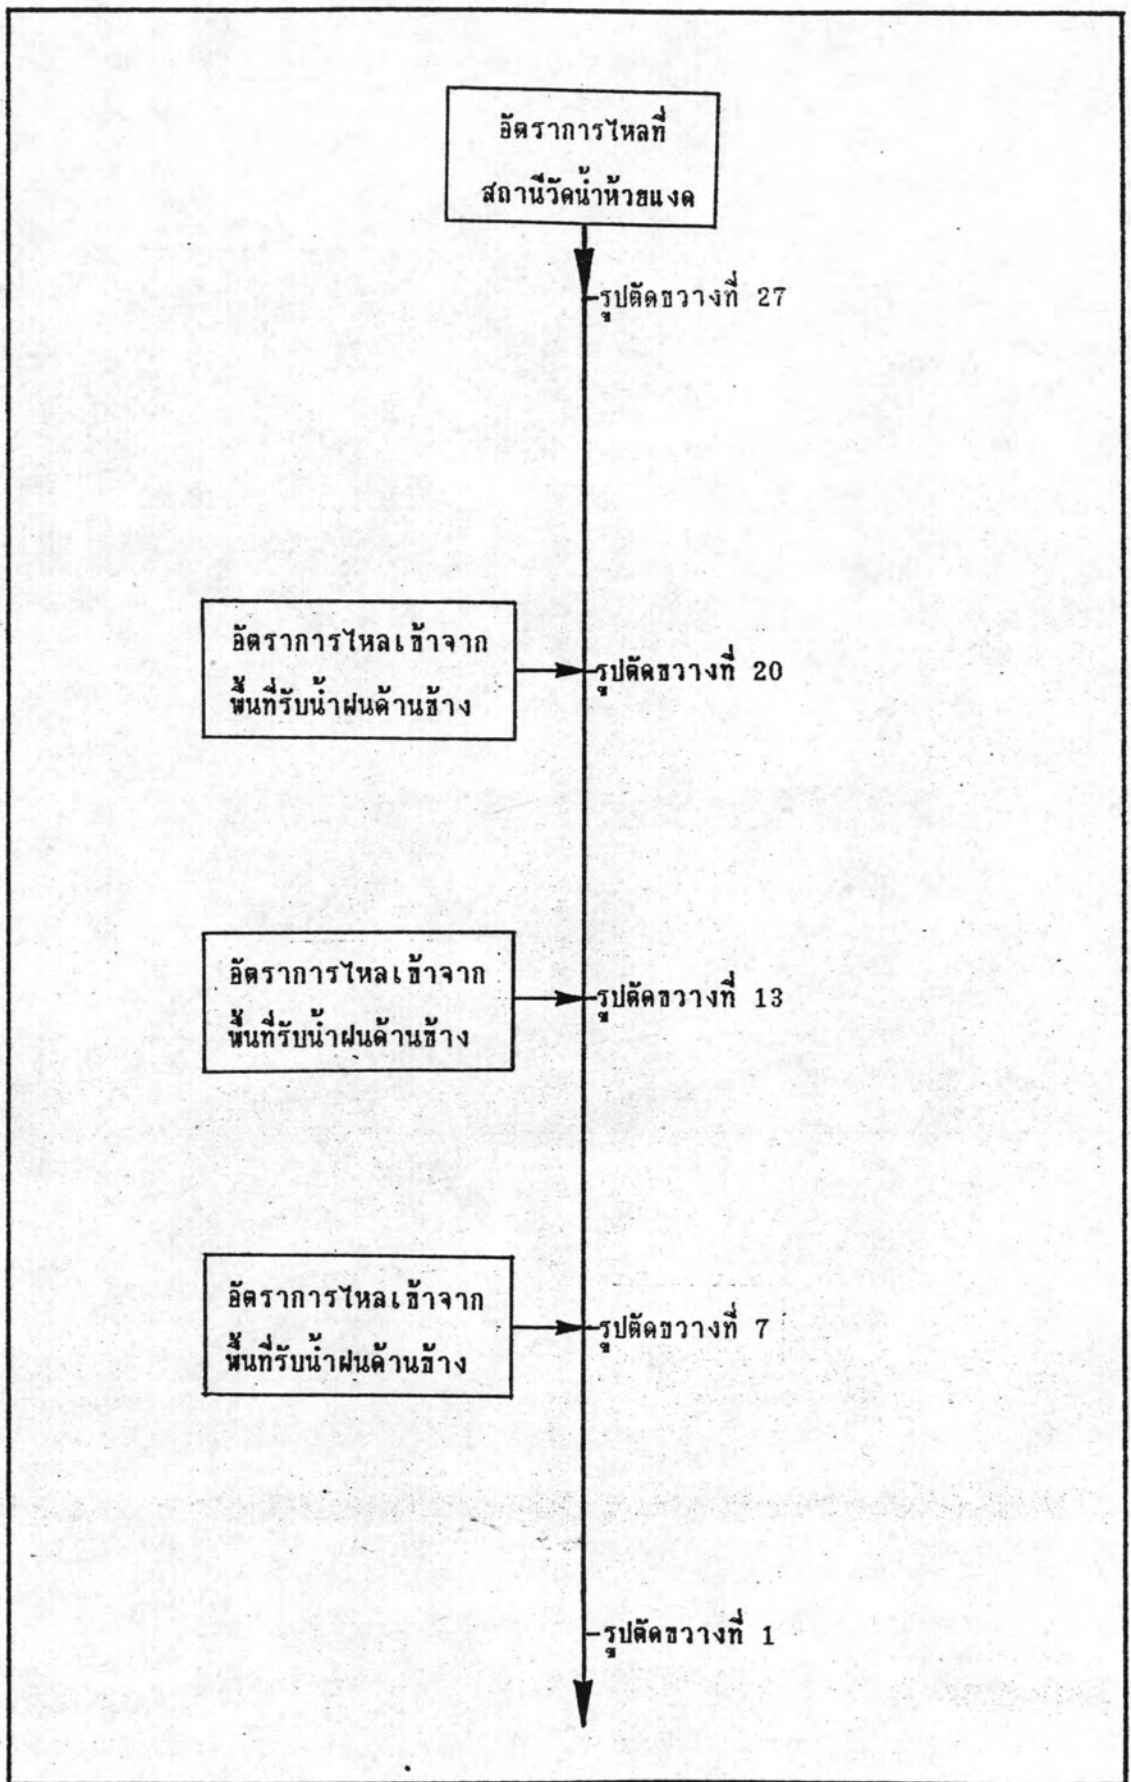 อัตราการไหลที่
สถานีวัดน้ำห้วยแงด
รูปตัดขวางที่ 27
อัตราการไหลเข้าจาก
พื้นที่รับน้ำฝนด้านข้าง
รูปตัดขวางที่ 20
อัตราการไหลเข้าจาก
พื้นที่รับน้ำฝนด้านข้าง
รูปตัดขวางที่ 13
อัตราการไหลเข้าจาก
พื้นที่รับน้ำฝนด้านข้าง
รูปตัดขวางที่ 7
รูปตัดขวางที่ 1